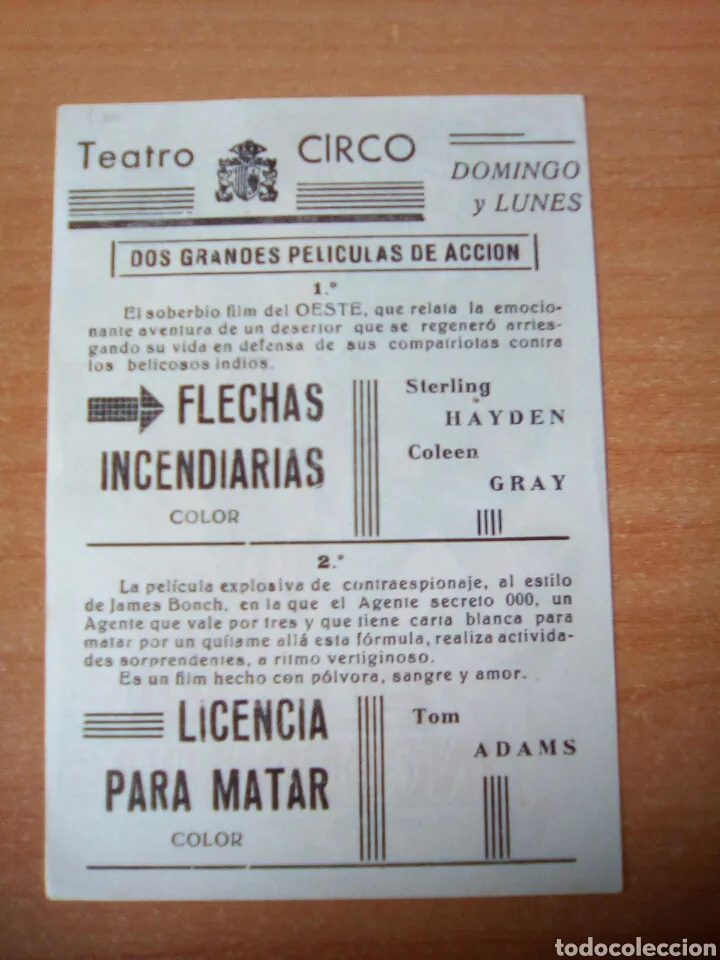 Teatro CIRCO
DOMINGO
y LUNES
DOS GRANDES PELICULAS DE ACCION
1.º
El soberbio film del OESTE, que relata la emocio-
nante aventura de un desertor que se regeneró arries-
gando su vida en defensa de sus compatriotas contra
los belicosos indios.
FLECHAS
INCENDIARIAS
COLOR
Sterling
HAYDEN
Coleen
GRAY
2.º
La película explosiva de contraespionaje, al estilo
de James Bonch, en la que el Agente secreto 000, un
Agente que vale por tres y que tiene carta blanca para
matar por un quítame allá esta fórmula, realiza activida-
des sorprendentes, a ritmo vertiginoso.
Es un film hecho con pólvora, sangre y amor.
LICENCIA
PARA MATAR
COLOR
Tom
ADAMS
todocoleccion